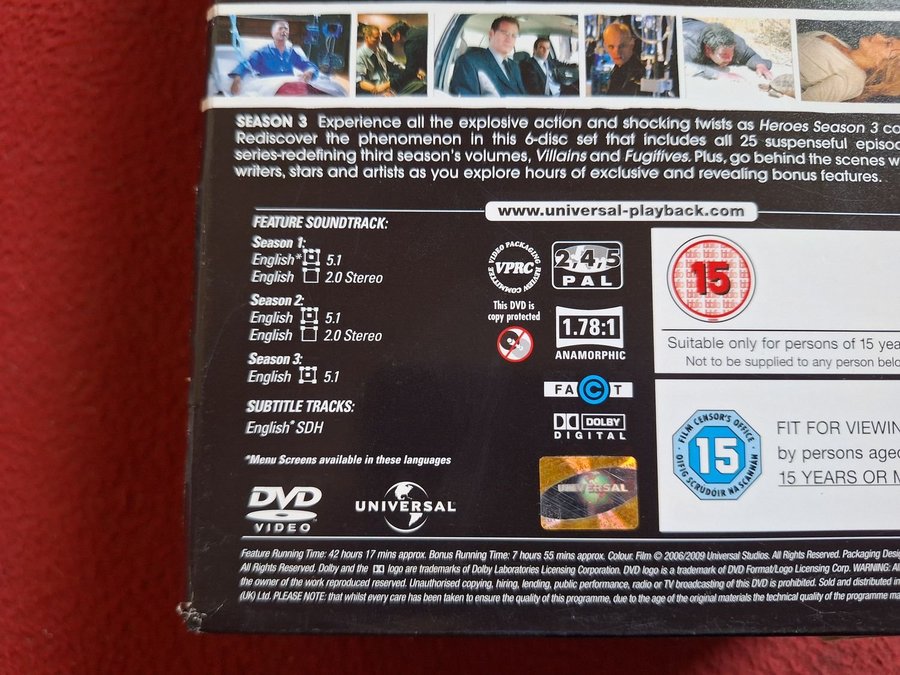 SEASON 3 Experience all the explosive action and shocking twists as Heroes Season 3 co
Rediscover the phenomenon in this 6-disc set that includes all 25 suspenseful episod
series-redefining third season's volumes, Villains and Fugitives. Plus, go behind the scenes w
writers, stars and artists as you explore hours of exclusive and revealing bonus features.
www.universal-playback.com
FEATURE SOUNDTRACK:
Season 1:
English* 5.1
English 2.0 Stereo
Season 2:
English 5.1
English 2.0 Stereo
Season 3:
English 5.1
SUBTITLE TRACKS:
English* SDH
*Menu Screens available in these languages
DVD
VIDEO
UNIVERSAL
VIDEO PACKAGING REVIEW COMMITTEE
VPRC
This DVD is
copy protected
2,4,5
PAL
1.78:1
ANAMORPHIC
FACT
DOLBY
DIGITAL
UNIVERSAL
15
Suitable only for persons of 15 yea
Not to be supplied to any person belo
FILM CENSOR'S OFFICE
15
OIFIG SCRÚDÓIR NA SCANNÁN
FIT FOR VIEWIN
by persons aged
15 YEARS OR M
Feature Running Time: 42 hours 17 mins approx. Bonus Running Time: 7 hours 55 mins approx. Colour. Film © 2006/2009 Universal Studios. All Rights Reserved. Packaging Desig
All Rights Reserved. Dolby and the logo are trademarks of Dolby Laboratories Licensing Corporation. DVD logo is a trademark of DVD Format/Logo Licensing Corp. WARNING: All
the owner of the work reproduced reserved. Unauthorised copying, hiring, lending, public performance, radio or TV broadcasting of this DVD is prohibited. Sold and distributed in
(UK) Ltd. PLEASE NOTE: that whilst every care has been taken to ensure the quality of this programme, due to the age of the original materials the technical quality of the programme ma